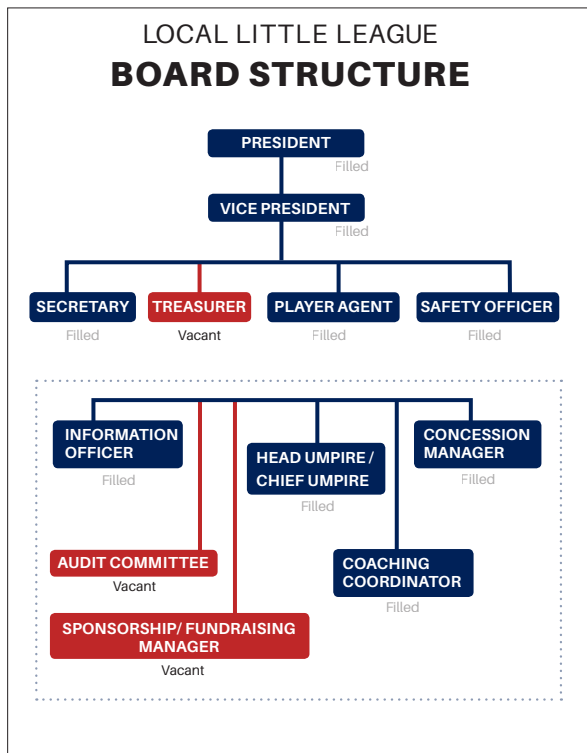 LOCAL LITTLE LEAGUE
BOARD STRUCTURE
PRESIDENT
Filled
VICE PRESIDENT
Filled
SECRETARY
Filled
TREASURER
Vacant
PLAYER AGENT
Filled
SAFETY OFFICER
Filled
INFORMATION
OFFICER
Filled
HEAD UMPIRE /
CHIEF UMPIRE
Filled
CONCESSION
MANAGER
Filled
AUDIT COMMITTEE
Vacant
COACHING
COORDINATOR
Filled
SPONSORSHIP/ FUNDRAISING
MANAGER
Vacant